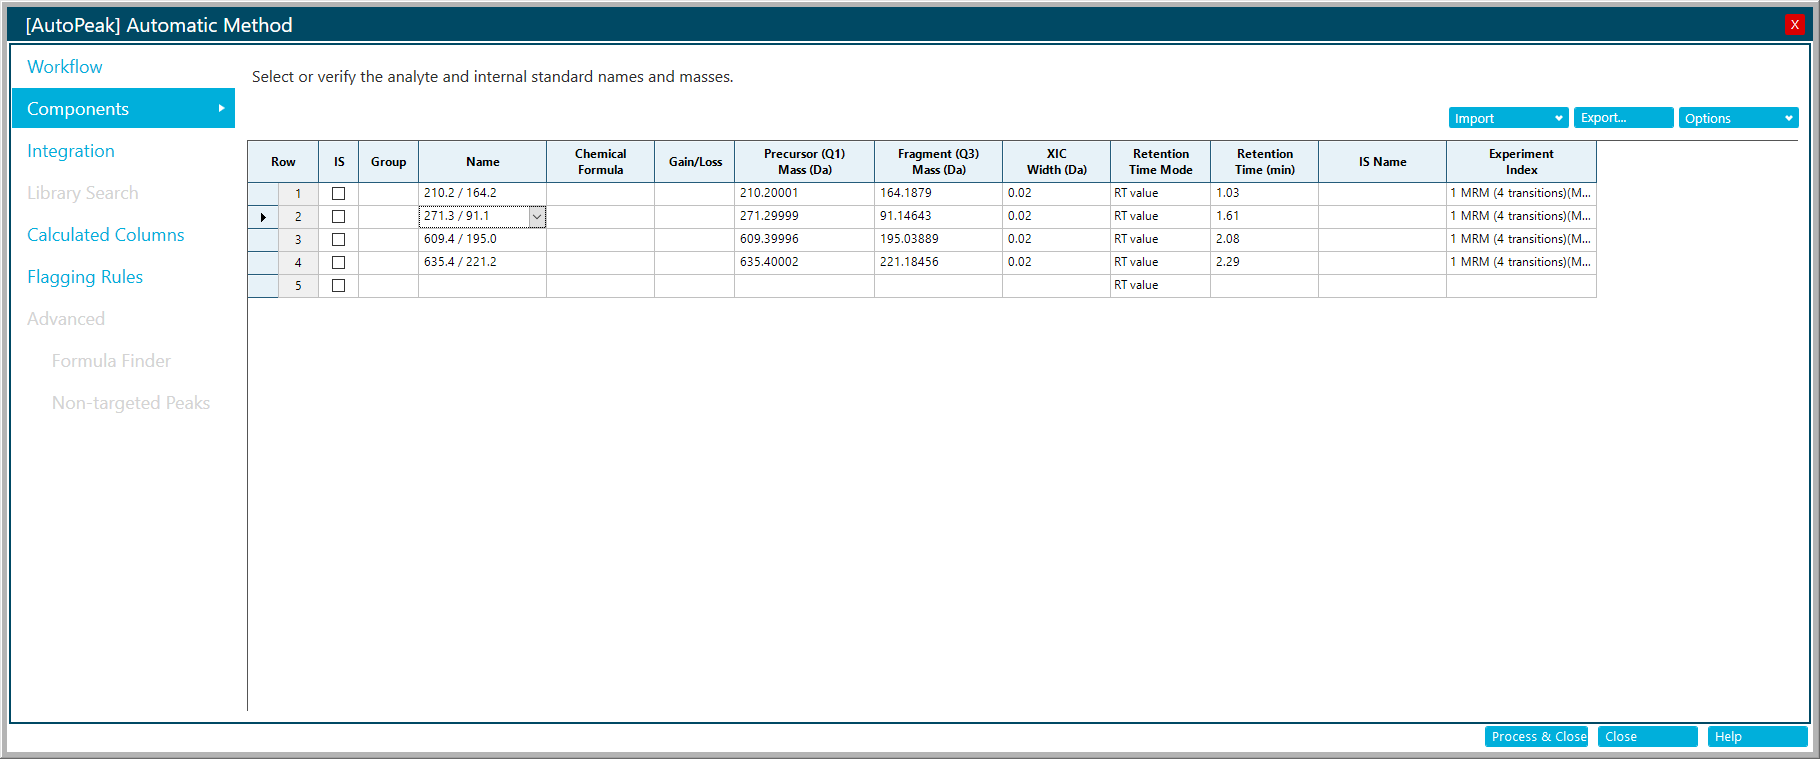 [AutoPeak] Automatic Method
X
Workflow
Components
Integration
Library Search
Calculated Columns
Flagging Rules
Advanced
Formula Finder
Non-targeted Peaks
Select or verify the analyte and internal standard names and masses.
Import
Export...
Options
Row IS Group Name Chemical Formula Gain/Loss Precursor (Q1) Mass (Da) Fragment (Q3) Mass (Da) XIC Width (Da) Retention Time Mode Retention Time (min) IS Name Experiment Index
1 210.2 / 164.2 210.20001 164.1879 0.02 RT value 1.03 1 MRM (4 transitions)(M...
2 271.3 / 91.1 271.29999 91.14643 0.02 RT value 1.61 1 MRM (4 transitions)(M...
3 609.4 / 195.0 609.39996 195.03889 0.02 RT value 2.08 1 MRM (4 transitions)(M...
4 635.4 / 221.2 635.40002 221.18456 0.02 RT value 2.29 1 MRM (4 transitions)(M...
5 RT value
Process & Close
Close
Help